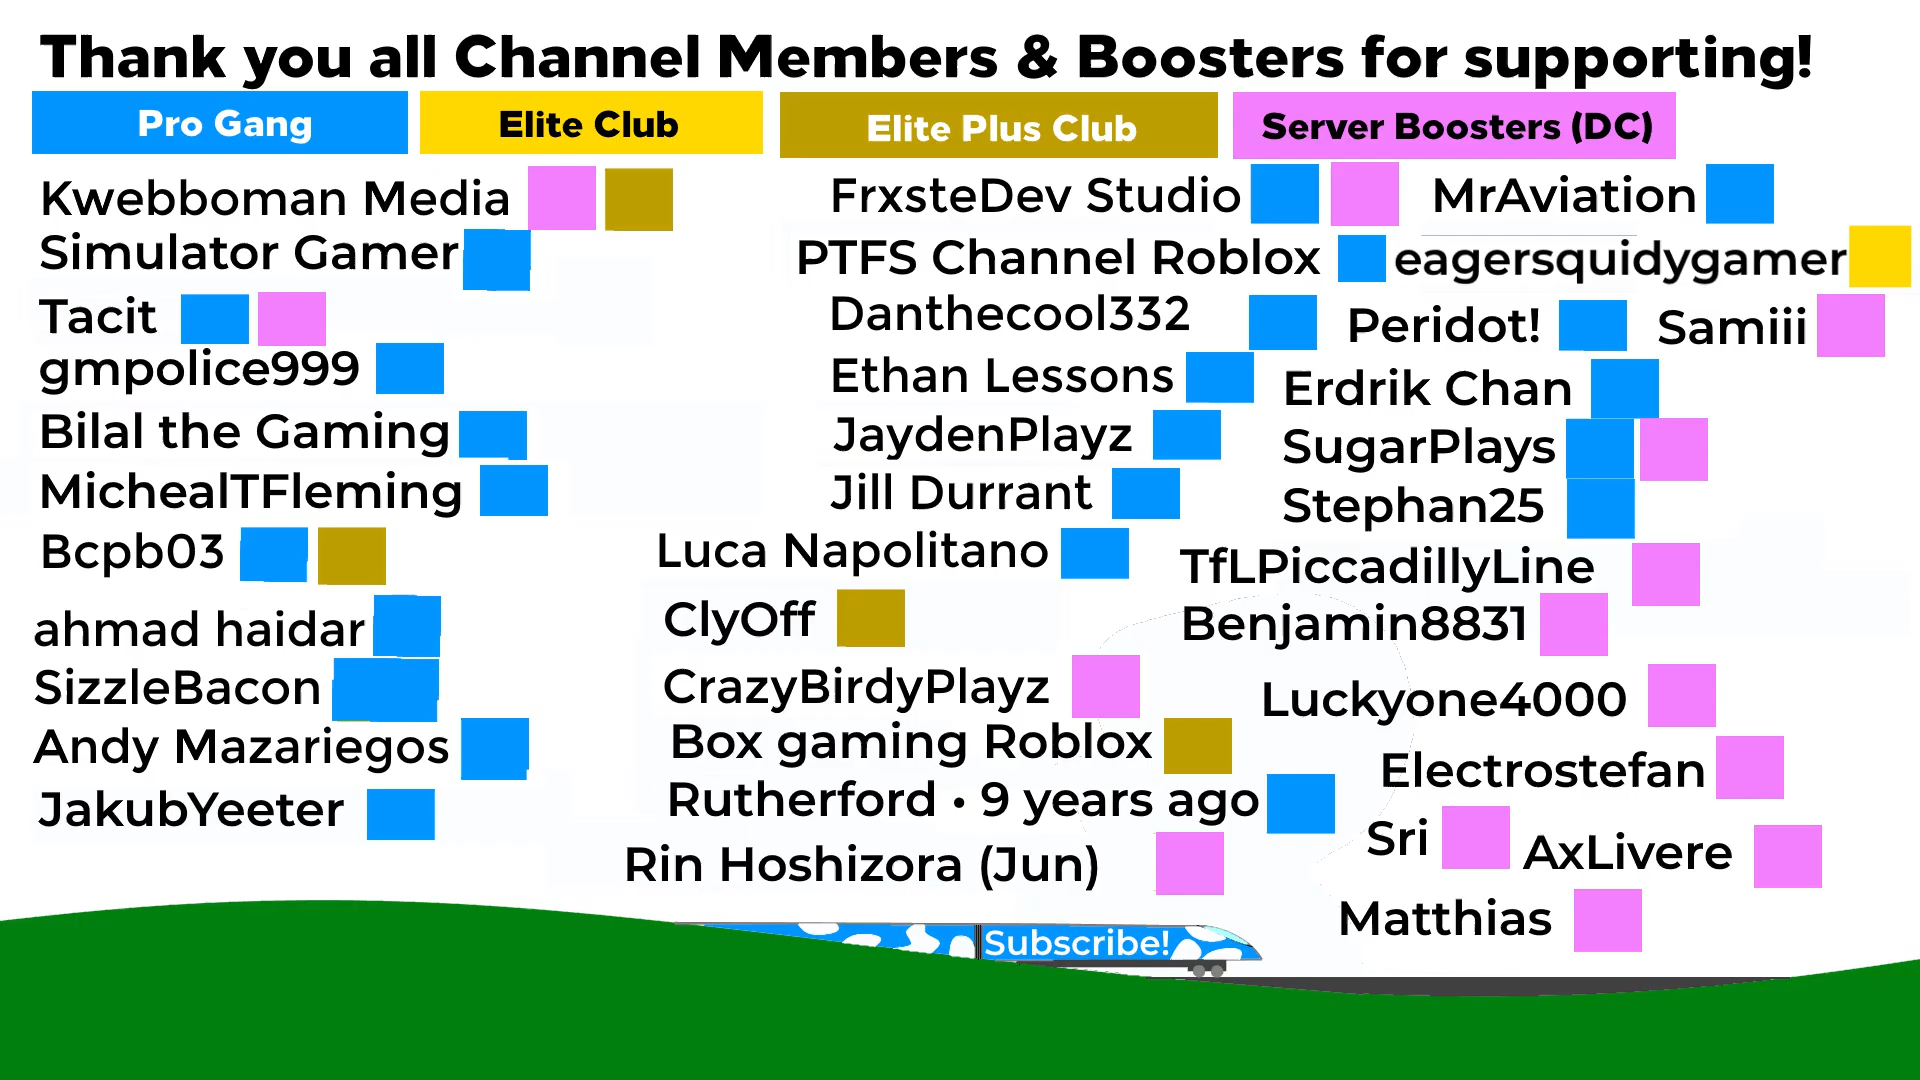 Thank you all Channel Members & Boosters for supporting!
Pro Gang
Elite Club
Elite Plus Club
Server Boosters (DC)
Kwebboman Media
Simulator Gamer
Tacit
gmpolice999
Bilal the Gaming
MichealTFleming
Bcpb03
ahmad haidar
SizzleBacon
Andy Mazariegos
JakubYeeter
FrxsteDev Studio
PTFS Channel Roblox
Danthecool332
Ethan Lessons
JaydenPlayz
Jill Durrant
Luca Napolitano
ClyOff
CrazyBirdyPlayz
Box gaming Roblox
Rutherford • 9 years ago
Rin Hoshizora (Jun)
MrAviation
eagersquidygamer
Peridot!
Samiii
Erdrik Chan
SugarPlays
Stephan25
TfLPiccadillyLine
Benjamin8831
Luckyone4000
Electrostefan
Sri
AxLivere
Matthias
Subscribe!